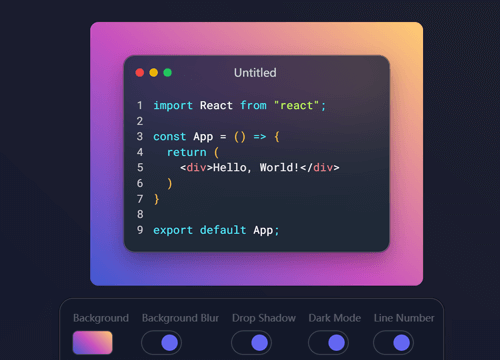 Untitled
1 import React from "react";
2
3 const App = () => {
4   return (
5     <div>Hello, World!</div>
6   )
7 }
8
9 export default App;
Background Background Blur Drop Shadow Dark Mode Line Number